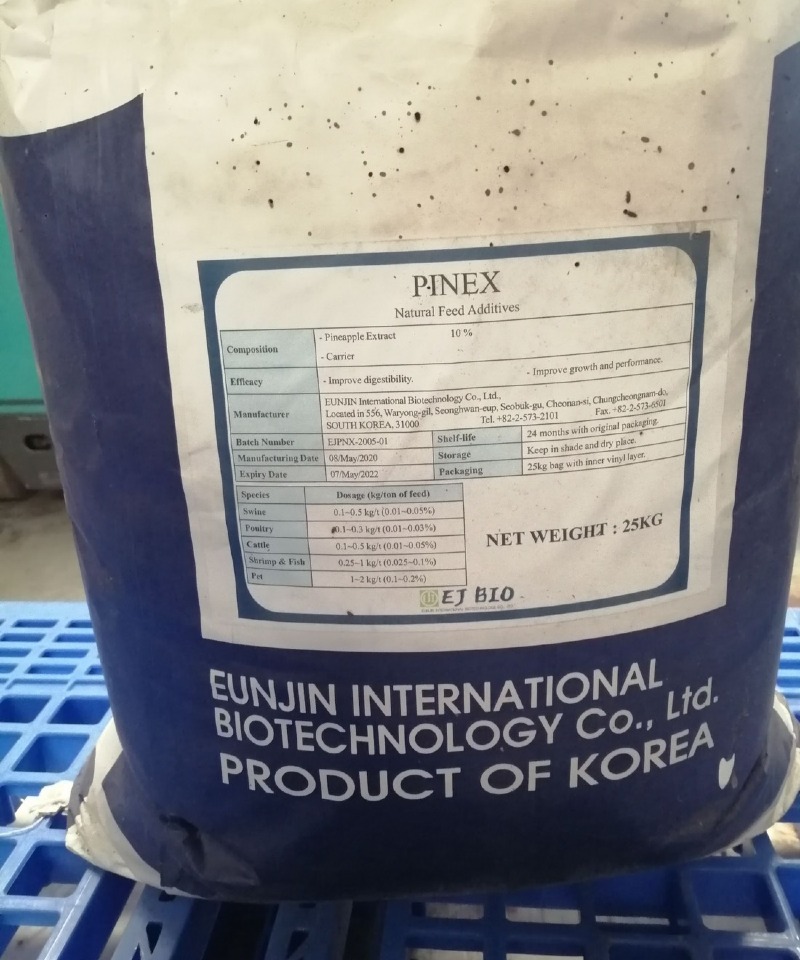 PINEX
Natural Feed Additives
Composition
- Pineapple Extract 10 %
- Carrier
Efficacy
- Improve digestibility. - Improve growth and performance.
Manufacturer
EUNJIN International Biotechnology Co., Ltd.,
Located in 556, Waryong-gil, Seonghwan-eup, Seobuk-gu, Cheonan-si, Chungcheongnam-do,
SOUTH KOREA, 31000 Tel. +82-2-573-2101 Fax. +82-2-573-6501
Batch Number EJPNX-2005-01 Shelf-life 24 months with original packaging.
Manufacturing Date 08/May/2020 Storage Keep in shade and dry place.
Expiry Date 07/May/2022 Packaging 25kg bag with inner vinyl layer.
Species Dosage (kg/ton of feed)
Swine 0.1~0.5 kg/t (0.01~0.05%)
Poultry 0.1~0.3 kg/t (0.01~0.03%)
Cattle 0.1~0.5 kg/t (0.01~0.05%)
Shrimp & Fish 0.25~1 kg/t (0.025~0.1%)
Pet 1~2 kg/t (0.1~0.2%)
NET WEIGHT : 25KG
EJ BIO
EUNJIN INTERNATIONAL
BIOTECHNOLOGY Co., Ltd.
PRODUCT OF KOREA